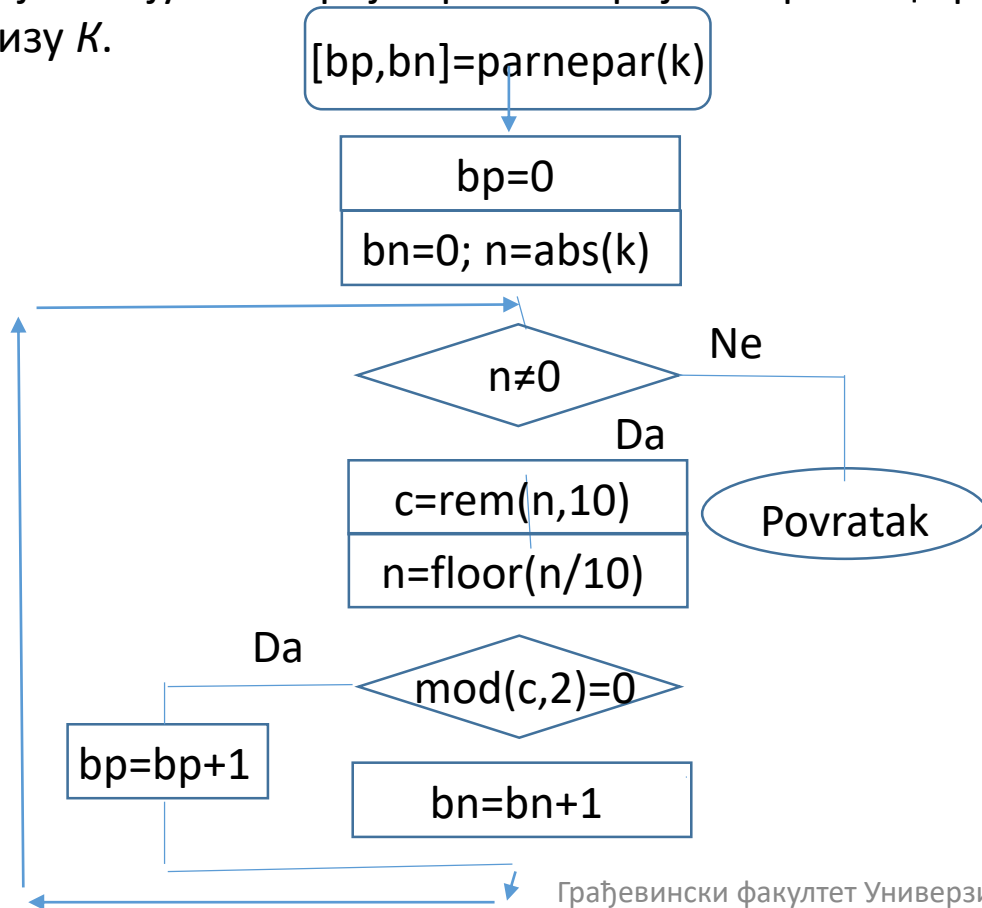 изу К.
[bp,bn]=parnepar(k)
bp=0
bn=0; n=abs(k)
Ne
n≠0
Da
c=rem(n,10)
Povratak
n=floor(n/10)
Da
mod(c,2)=0
bp=bp+1
bn=bn+1
Грађевински факултет Универзи